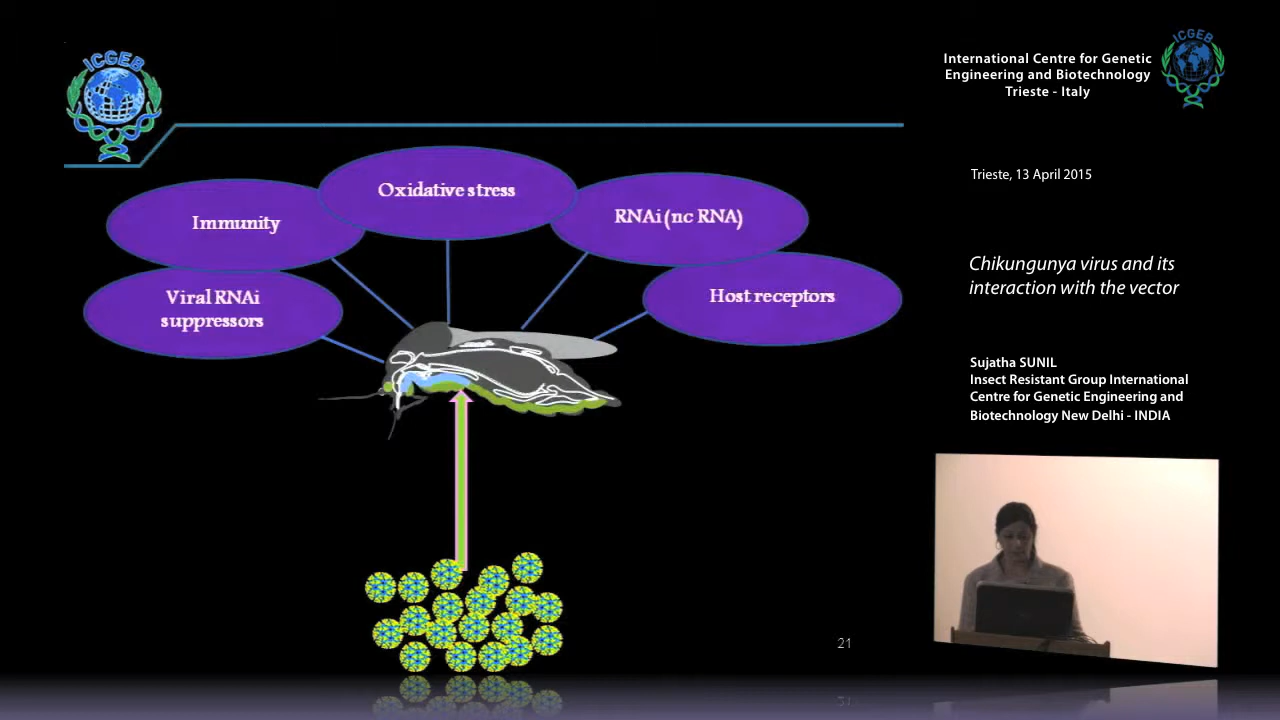 ICGEB
Oxidative stress
Immunity
RNAi (nc RNA)
Viral RNAi
suppressors
Host receptors
21
International Centre for Genetic
Engineering and Biotechnology
Trieste - Italy
ICGEB
Trieste, 13 April 2015
Chikungunya virus and its
interaction with the vector
Sujatha SUNIL
Insect Resistant Group International
Centre for Genetic Engineering and
Biotechnology New Delhi - INDIA